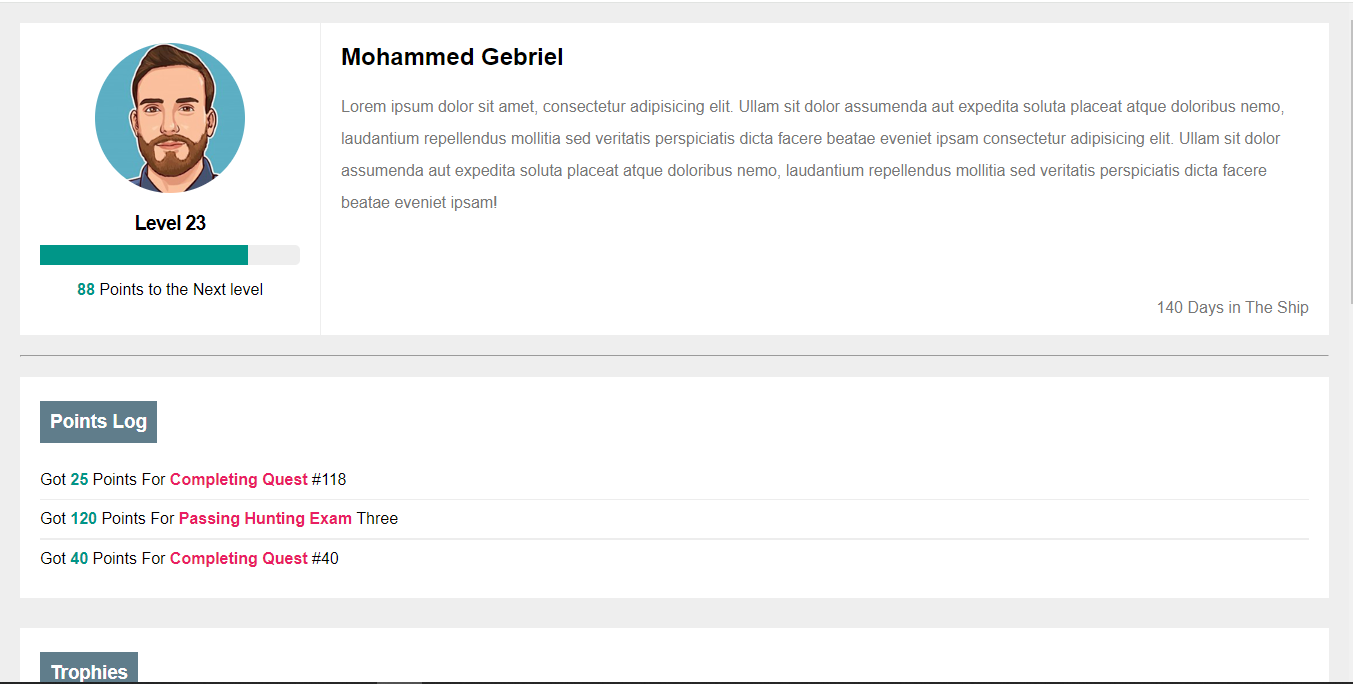 Mohammed Gebriel
Lorem ipsum dolor sit amet, consectetur adipisicing elit. Ullam sit dolor assumenda aut expedita soluta placeat atque doloribus nemo,
laudantium repellendus mollitia sed veritatis perspiciatis dicta facere beatae eveniet ipsam consectetur adipisicing elit. Ullam sit dolor
assumenda aut expedita soluta placeat atque doloribus nemo, laudantium repellendus mollitia sed veritatis perspiciatis dicta facere
beatae eveniet ipsam!
Level 23
88 Points to the Next level
140 Days in The Ship
Points Log
Got 25 Points For Completing Quest #118
Got 120 Points For Passing Hunting Exam Three
Got 40 Points For Completing Quest #40
Trophies